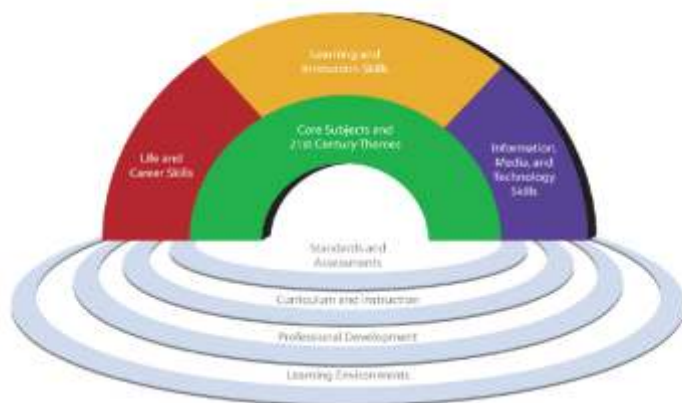 Learning and
Innovation Skills
Core Subjects and
21st Century Themes
Life and
Career Skills
Information,
Media, and
Technology
Skills
Standards and
Assessments
Curriculum and Instruction
Professional Development
Learning Environments